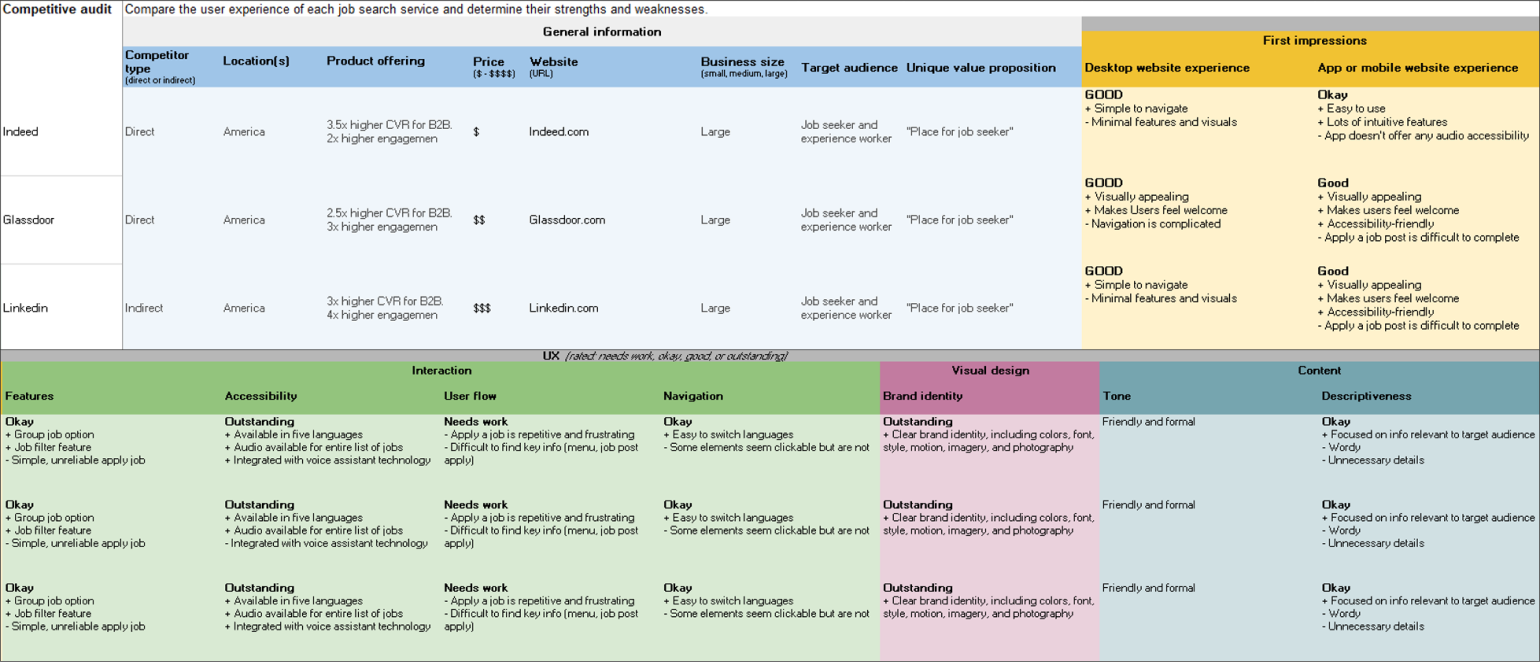 Competitive audit
Compare the user experience of each job search service and determine their strengths and weaknesses.
General information
First impressions
Competitor type
(direct or indirect)
Location(s)
Product offering
Price
($ - $$$$)
Website
(URL)
Business size
(small, medium, large)
Target audience
Unique value proposition
Desktop website experience
App or mobile website experience
Indeed
Direct
America
3.5x higher CVR for B2B.
2x higher engagemen
$
Indeed.com
Large
Job seeker and
experience worker
"Place for job seeker"
GOOD
+ Simple to navigate
- Minimal features and visuals
Okay
+ Easy to use
+ Lots of intuitive features
- App doesn't offer any audio accessibility
Glassdoor
Direct
America
2.5x higher CVR for B2B.
3x higher engagemen
$$
Glassdoor.com
Large
Job seeker and
experience worker
"Place for job seeker"
GOOD
+ Visually appealing
+ Makes Users feel welcome
- Navigation is complicated
Good
+ Visually appealing
+ Makes users feel welcome
+ Accessibility-friendly
- Apply a job post is difficult to complete
Linkedin
Indirect
America
3x higher CVR for B2B.
4x higher engagemen
$$$
Linkedin.com
Large
Job seeker and
experience worker
"Place for job seeker"
GOOD
+ Simple to navigate
- Minimal features and visuals
Good
+ Visually appealing
+ Makes users feel welcome
+ Accessibility-friendly
- Apply a job post is difficult to complete
UX (rated: needs work, okay, good, or outstanding)
Interaction
Visual design
Content
Features
Accessibility
User flow
Navigation
Brand identity
Tone
Descriptiveness
Okay
+ Group job option
+ Job filter feature
- Simple, unreliable apply job
Outstanding
+ Available in five languages
+ Audio available for entire list of jobs
+ Integrated with voice assistant technology
Needs work
- Apply a job is repetitive and frustrating
- Difficult to find key info (menu, job post
apply)
Okay
+ Easy to switch languages
- Some elements seem clickable but are not
Outstanding
+ Clear brand identity, including colors, font,
style, motion, imagery, and photography
Friendly and formal
Okay
+ Focused on info relevant to target audience
- Wordy
- Unnecessary details
Okay
+ Group job option
+ Job filter feature
- Simple, unreliable apply job
Outstanding
+ Available in five languages
+ Audio available for entire list of jobs
- Integrated with voice assistant technology
Needs work
- Apply a job is repetitive and frustrating
- Difficult to find key info (menu, job post
apply)
Okay
+ Easy to switch languages
- Some elements seem clickable but are not
Outstanding
+ Clear brand identity, including colors, font,
style, motion, imagery, and photography
Friendly and formal
Okay
+ Focused on info relevant to target audience
- Wordy
- Unnecessary details
Okay
+ Group job option
+ Job filter feature
- Simple, unreliable apply job
Outstanding
+ Available in five languages
+ Audio available for entire list of jobs
+ Integrated with voice assistant technology
Needs work
- Apply a job is repetitive and frustrating
- Difficult to find key info (menu, job post
apply)
Okay
+ Easy to switch languages
- Some elements seem clickable but are not
Outstanding
+ Clear brand identity, including colors, font,
style, motion, imagery, and photography
Friendly and formal
Okay
+ Focused on info relevant to target audience
- Wordy
- Unnecessary details